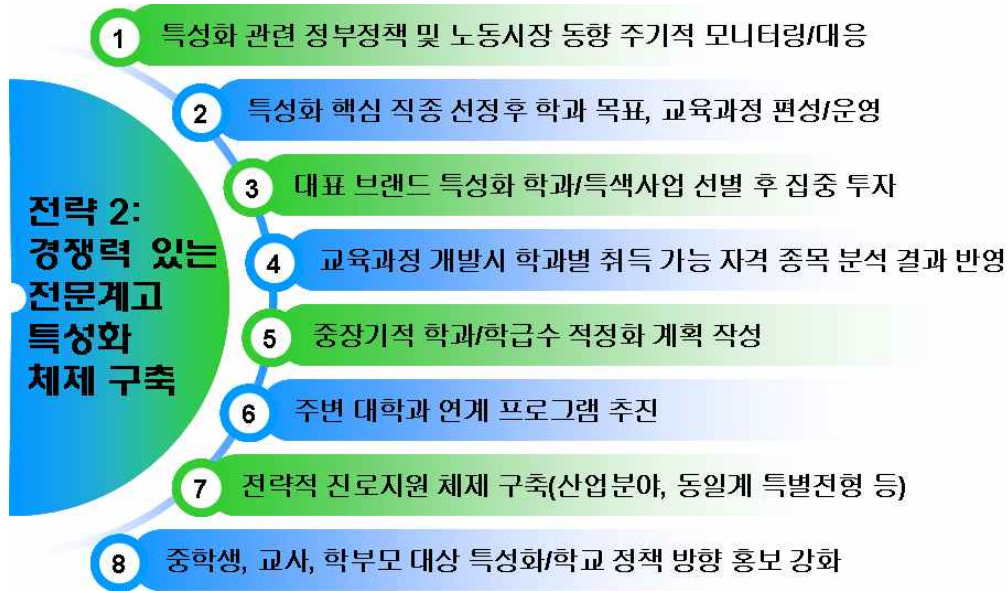 1 특성화 관련 정부정책 및 노동시장 동향 주기적 모니터링/대응
2 특성화 핵심 직종 선정후 학과 목표, 교육과정 편성/운영
3 대표 브랜드 특성화 학과/특색사업 선별 후 집중 투자
전략 2:
경쟁력 있는
전문계고
특성화
체제 구축
4 교육과정 개발시 학과별 취득 가능 자격 종목 분석 결과 반영
5 중장기적 학과/학급수 적정화 계획 작성
6 주변 대학과 연계 프로그램 추진
7 전략적 진로지원 체제 구축(산업분야, 동일계 특별전형 등)
8 중학생, 교사, 학부모 대상 특성화/학교 정책 방향 홍보 강화